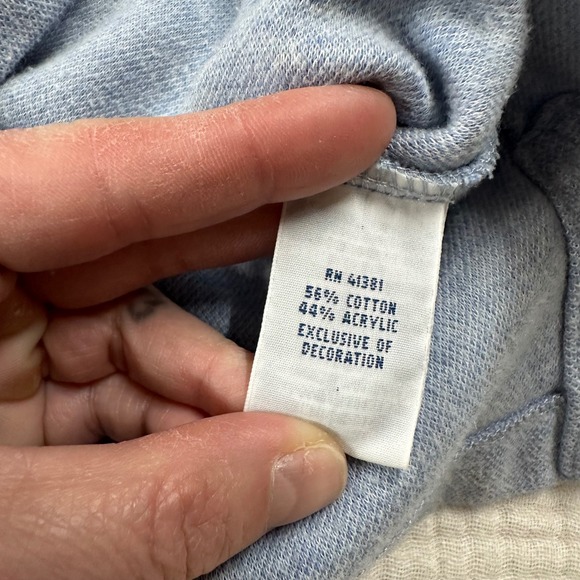 RN 41381
56% COTTON
44% ACRYLIC
EXCLUSIVE OF
DECORATION